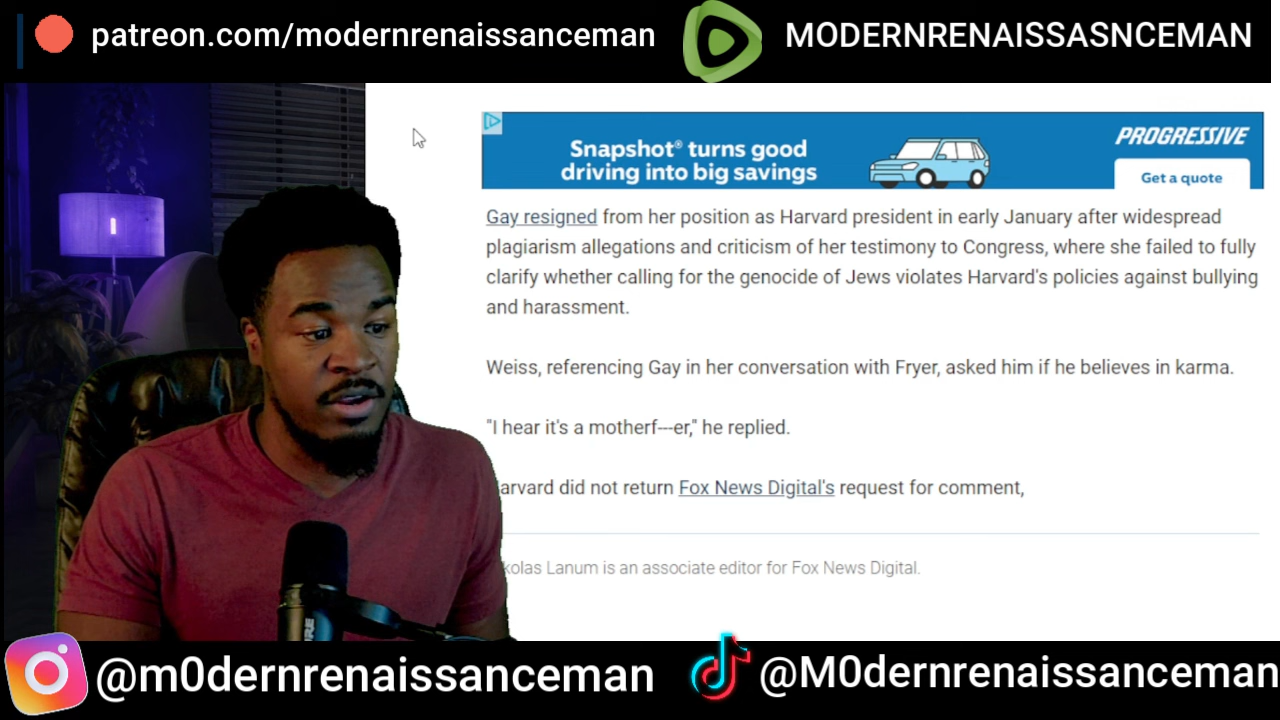 patreon.com/modernrenaissanceman
MODERNRENAISSASNCEMAN
Snapshot® turns good
driving into big savings
PROGRESSIVE
Get a quote
Gay resigned from her position as Harvard president in early January after widespread
plagiarism allegations and criticism of her testimony to Congress, where she failed to fully
clarify whether calling for the genocide of Jews violates Harvard's policies against bullying
and harassment.
Weiss, referencing Gay in her conversation with Fryer, asked him if he believes in karma.
"I hear it's a motherf---er," he replied.
arvard did not return Fox News Digital's request for comment,
kolas Lanum is an associate editor for Fox News Digital.
URE
@m0dernrenaissanceman
@M0dernrenaissanceman